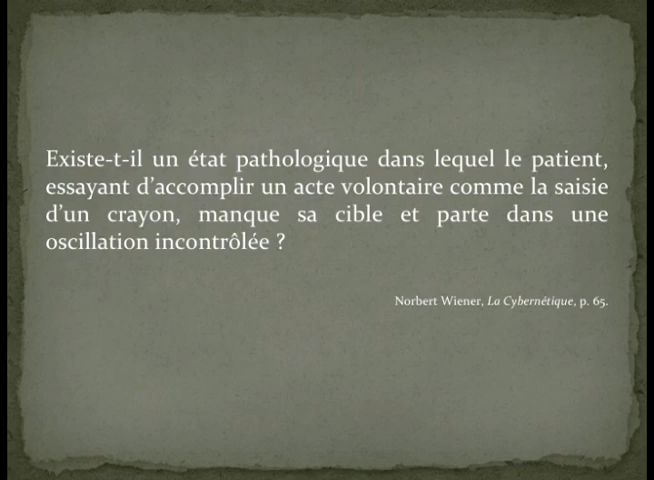 Existe-t-il un état pathologique dans lequel le patient,
essayant d'accomplir un acte volontaire comme la saisie
d'un crayon, manque sa cible et parte dans une
oscillation incontrôlée ?
Norbert Wiener, La Cybernétique, p. 65.